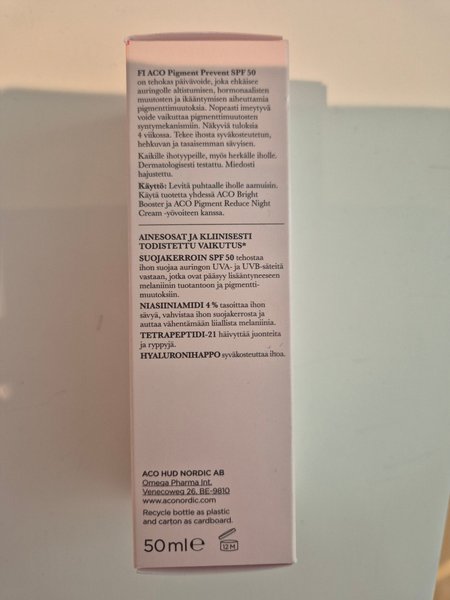 FI ACO Pigment Prevent SPF 50
on tehokas päivävoide, joka ehkäisee
auringolle altistumisen, hormonaalisten
muutosten ja ikääntymisen aiheuttamia
pigmenttimuutoksia. Nopeasti imeytyvä
voide vaikuttaa pigmenttimuutosten
syntymekanismiin. Näkyviä tuloksia
4 viikossa. Tekee ihosta syväkosteutetun,
hehkuvan ja tasaisemman sävyisen.
Kaikille ihotyypeille, myös herkälle iholle.
Dermatologisesti testattu. Miedosti
hajustettu.
Käyttö: Levitä puhtaalle iholle aamuisin.
Käytä tuotetta yhdessä ACO Bright
Booster ja ACO Pigment Reduce Night
Cream -yövoiteen kanssa.
AINESOSAT JA KLIINISESTI
TODISTETTU VAIKUTUS*
SUOJAKERROIN SPF 50 tehostaa
ihon suojaa auringon UVA- ja UVB-säteitä
vastaan, jotka ovat pääsyy lisääntyneeseen
melaniinin tuotantoon ja pigmentti-
muutoksiin.
NIASIINIAMIDI 4 % tasoittaa ihon
sävyä, vahvistaa ihon suojakerrosta ja
auttaa vähentämään liiallista melaniinia.
TETRAPEPTIDI-21 häivyttää juonteita
ja ryppyjä.
HYALURONIHAPPO syväkosteuttaa ihoa.
ACO HUD NORDIC AB
Omega Pharma Int.
Venecoweg 26, BE-9810
www.aconordic.com
Recycle bottle as plastic
and carton as cardboard.
50 ml ℮
12 M